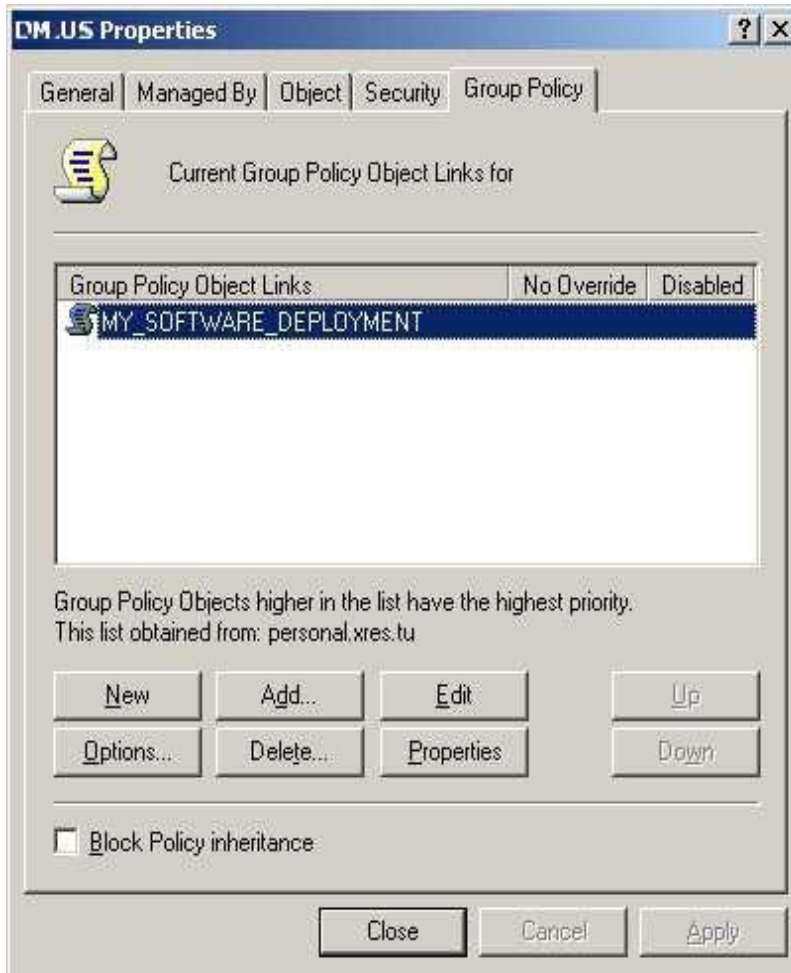 DM.US Properties
General Managed By Object Security Group Policy
Current Group Policy Object Links for
Group Policy Object Links No Override Disabled
MY_SOFTWARE_DEPLOYMENT
Group Policy Objects higher in the list have the highest priority.
This list obtained from: personal.xres.tu
New Add... Edit Up
Options... Delete... Properties Down
Block Policy inheritance
Close Cancel Apply